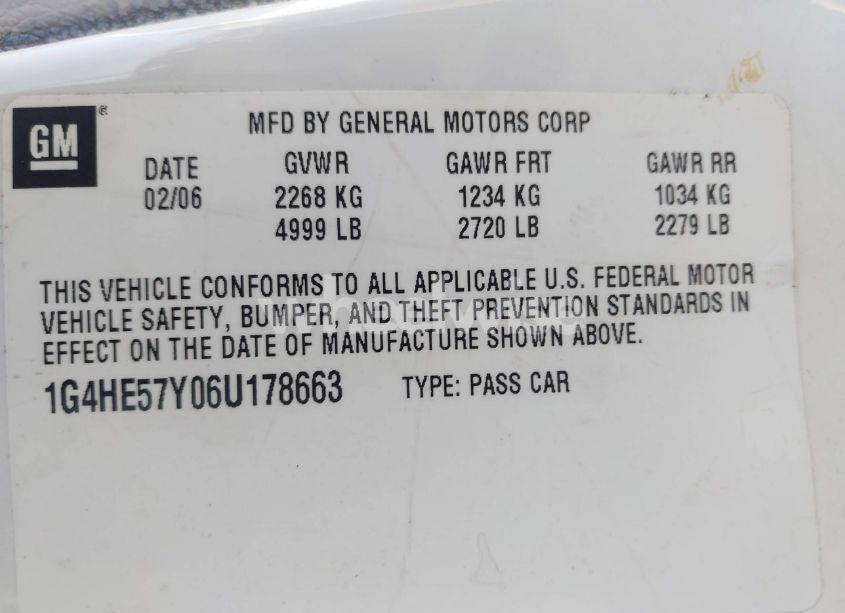 GM ®
MFD BY GENERAL MOTORS CORP
DATE GVWR GAWR FRT GAWR RR
02/06 2268 KG 1234 KG 1034 KG
4999 LB 2720 LB 2279 LB
THIS VEHICLE CONFORMS TO ALL APPLICABLE U.S. FEDERAL MOTOR
VEHICLE SAFETY, BUMPER, AND THEFT PREVENTION STANDARDS IN
EFFECT ON THE DATE OF MANUFACTURE SHOWN ABOVE.
1G4HE57Y06U178663 TYPE: PASS CAR